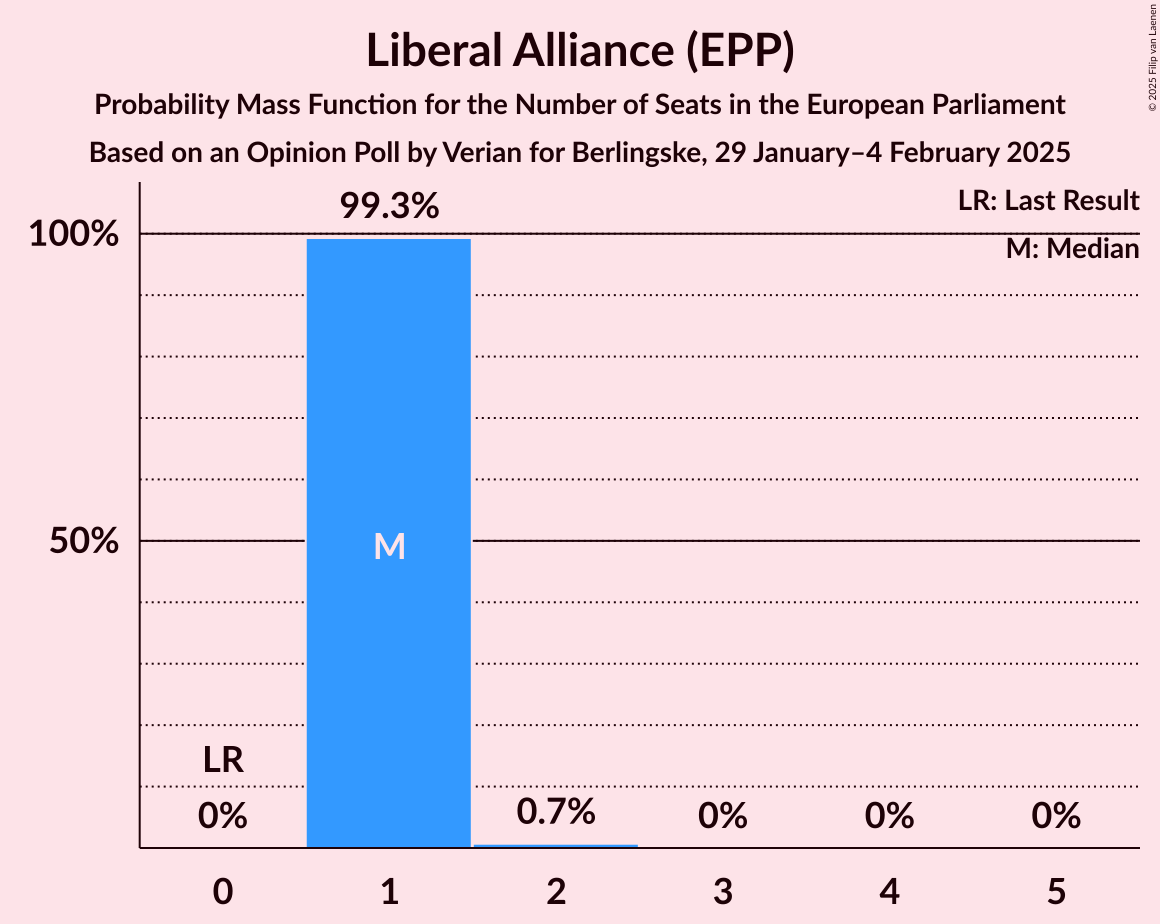 Liberal Alliance (EPP)
Probability Mass Function for the Number of Seats in the European Parliament
Based on an Opinion Poll by Verian for Berlingske, 29 January–4 February 2025
© 2025 Filip van Laenen
LR: Last Result
M: Median
99.3%
100%
50%
M
LR
0%
0.7%
0%
0%
0%
0 1 2 3 4 5